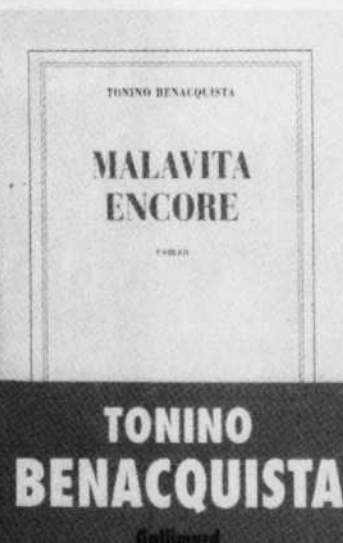 TONINO BENACQUISTA
MALAVITA
ENCORE
roman
TONINO
BENACQUISTA
Gallimard